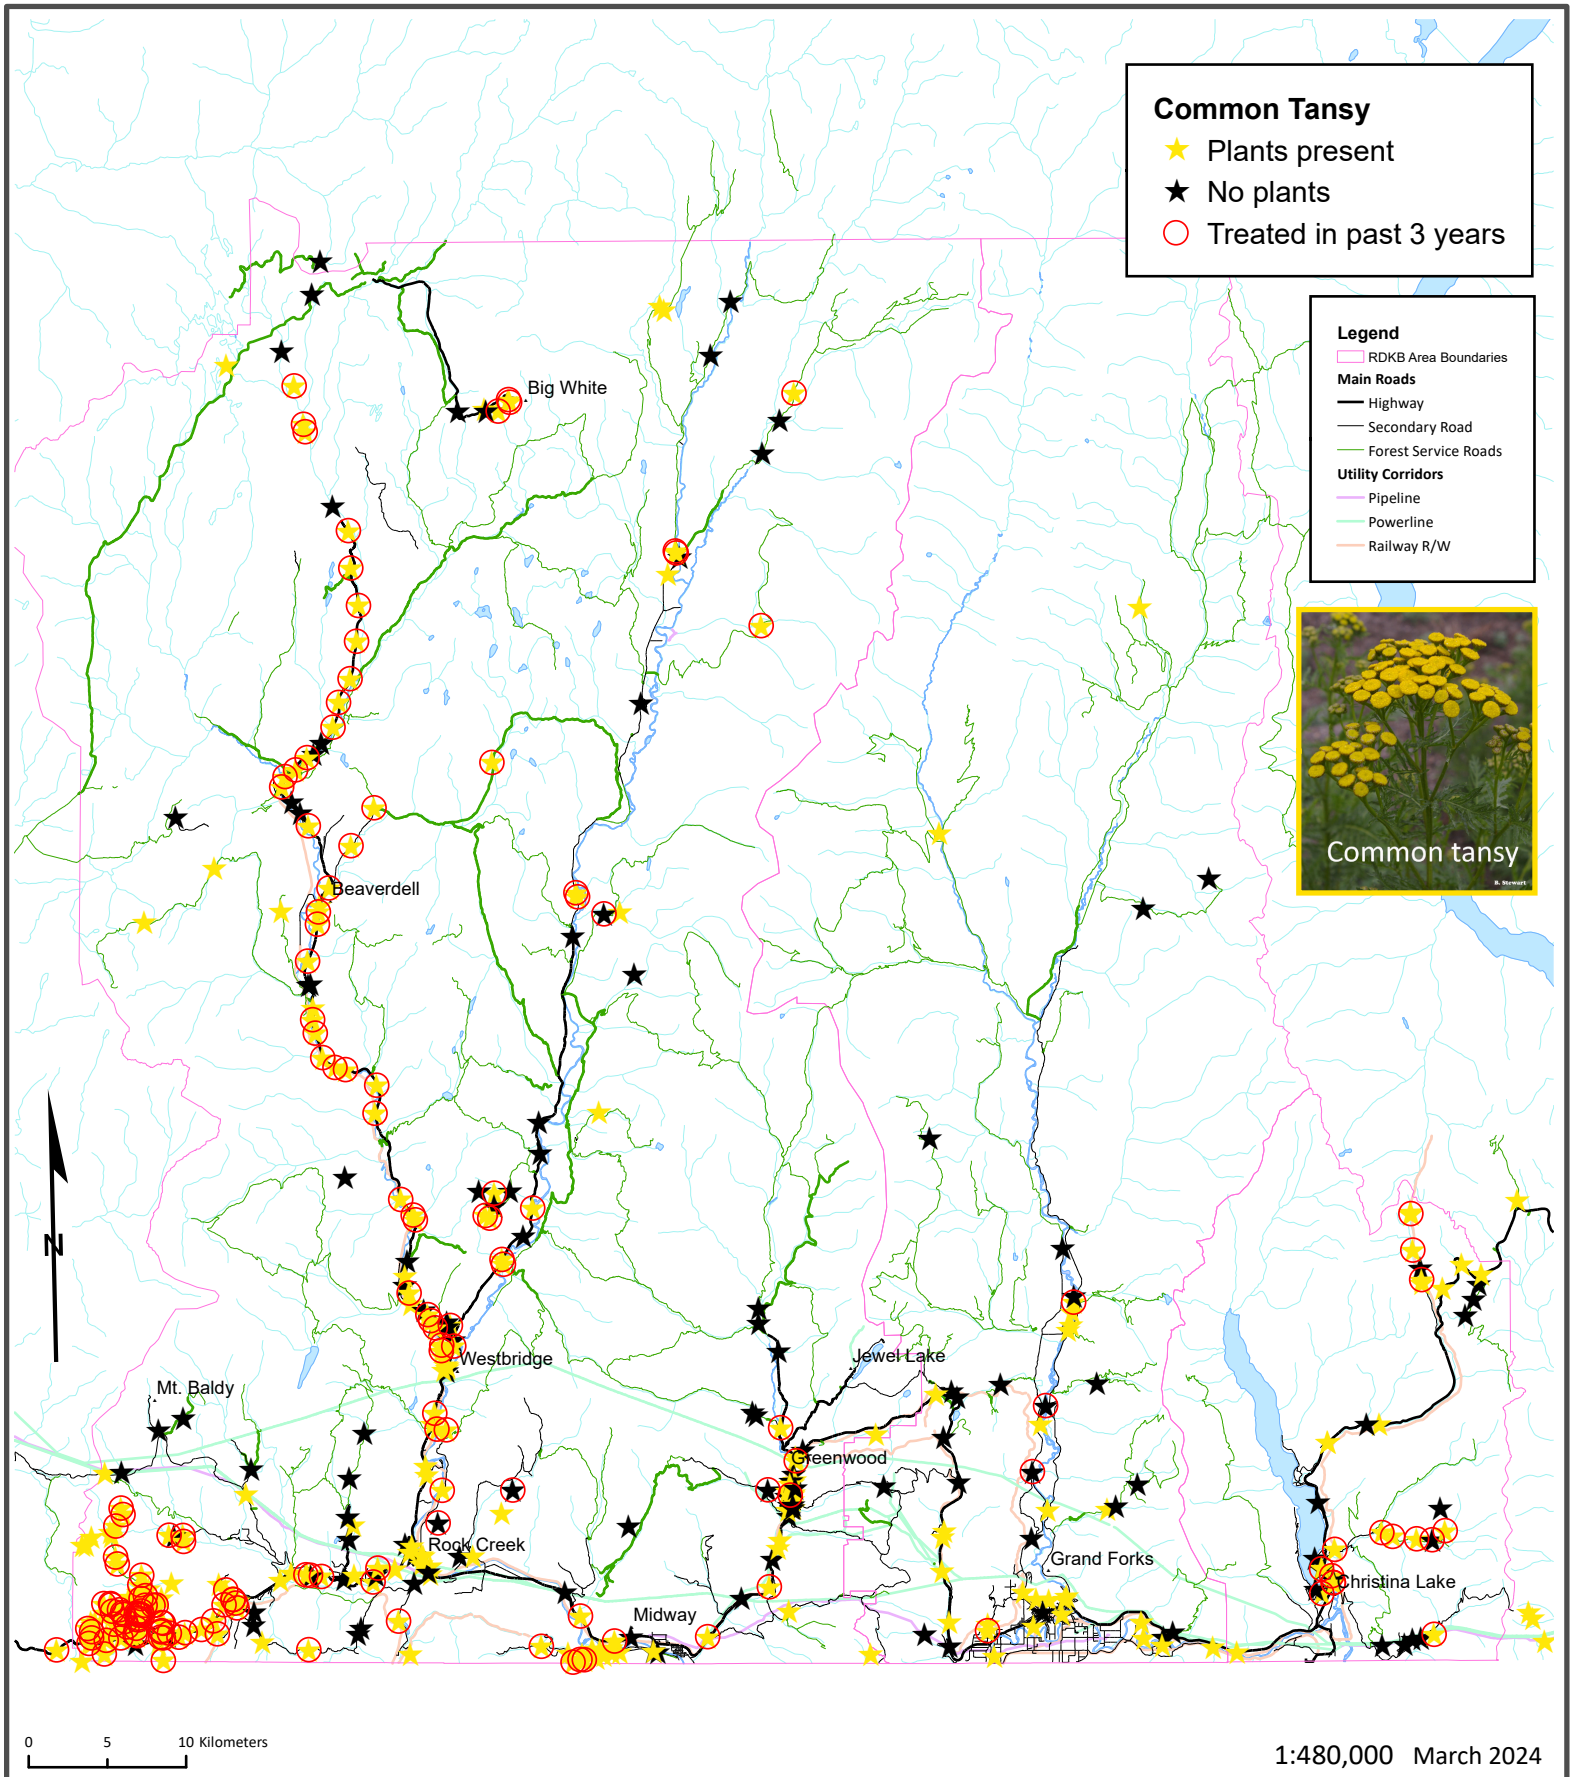 Common Tansy
Plants present
No plants
Treated in past 3 years
Legend
RDKB Area Boundaries
Main Roads
Highway
Secondary Road
Forest Service Roads
Utility Corridors
Pipeline
Powerline
Railway R/W
Big White
Common tansy
B. Stewart
Beaverdell
N
Westbridge
Jewel Lake
Mt. Baldy
Greenwood
Rock Creek
Grand Forks
Christina Lake
Midway
0 5 10 Kilometers
1:480,000 March 2024